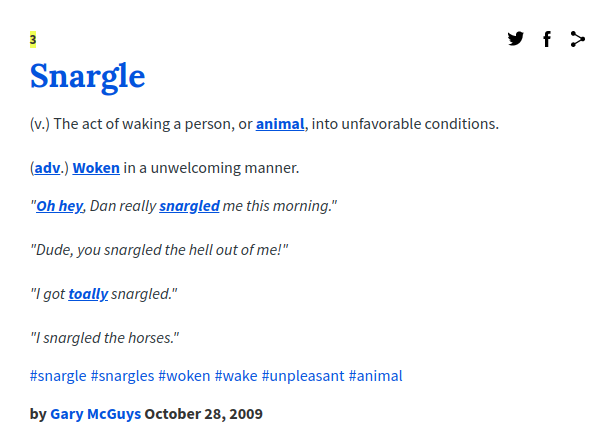 3
Snargle
(v.) The act of waking a person, or animal, into unfavorable conditions.
(adv.) Woken in a unwelcoming manner.
"Oh hey, Dan really snargled me this morning."
"Dude, you snargled the hell out of me!"
"I got toally snargled."
"I snargled the horses."
#snargle #snargles #woken #wake #unpleasant #animal
by Gary McGuys October 28, 2009